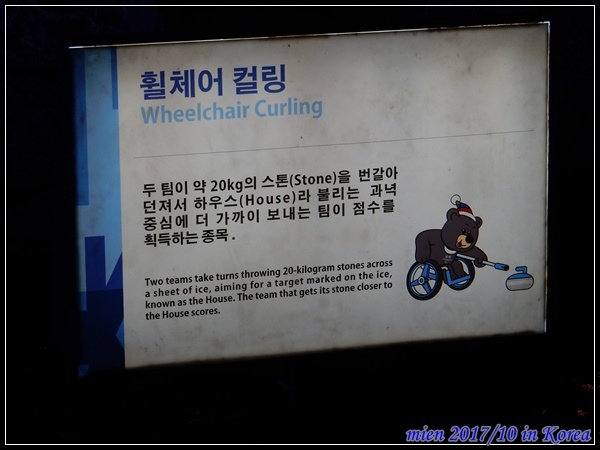 휠체어 컬링
Wheelchair Curling
두 팀이 약 20kg의 스톤(Stone)을 번갈아
던져서 하우스(House)라 불리는 과녁
중심에 더 가까이 보내는 팀이 점수를
획득하는 종목.
Two teams take turns throwing 20-kilogram stones across
a sheet of ice, aiming for a target marked on the ice,
known as the House. The team that gets its stone closer to
the House scores.
mien 2017/10 in Korea